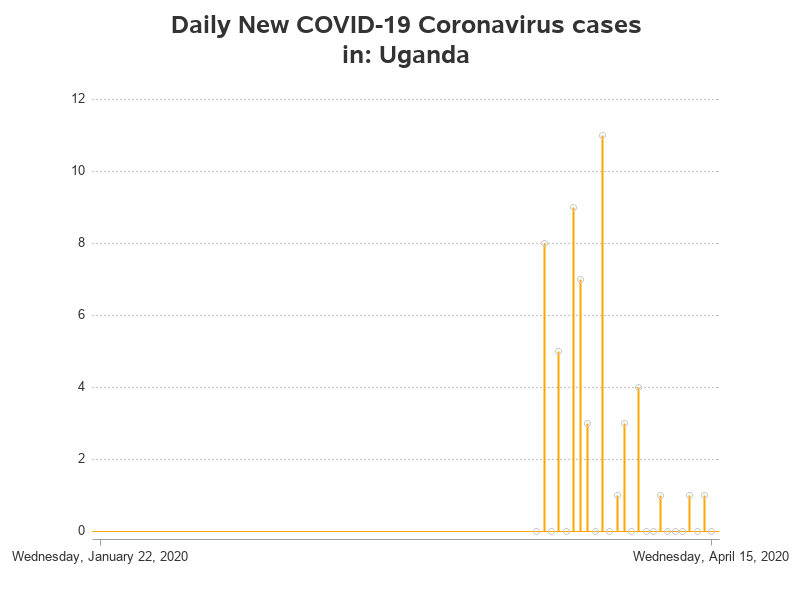 Daily New COVID-19 Coronavirus cases
in: Uganda
12
10
8
6
4
2
0
Wednesday, January 22, 2020
Wednesday, April 15, 2020